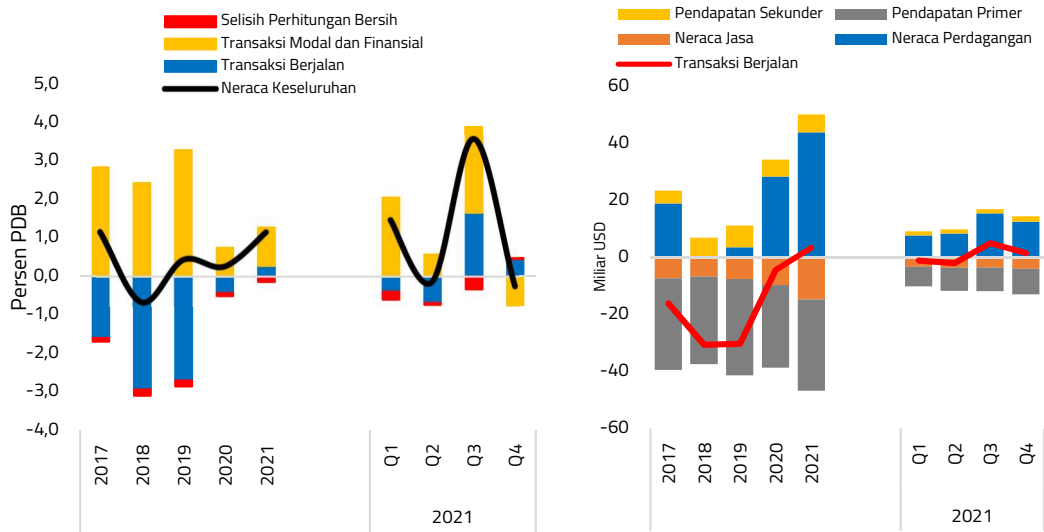 Selisih Perhitungan Bersih
Transaksi Modal dan Finansial
Transaksi Berjalan
Neraca Keseluruhan
Persen PDB
5,0
4,0
3,0
2,0
1,0
0,0
-1,0
-2,0
-3,0
-4,0
2017
2018
2019
2020
2021
Q1
Q2
Q3
Q4
2021
Pendapatan Sekunder
Pendapatan Primer
Neraca Jasa
Neraca Perdagangan
Transaksi Berjalan
Miliar USD
60
40
20
0
-20
-40
-60
2017
2018
2019
2020
2021
Q1
Q2
Q3
Q4
2021